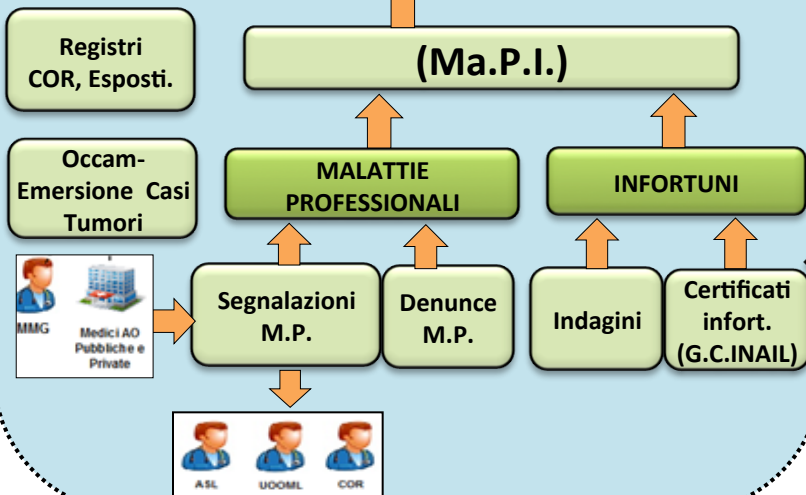 Registri
COR, Esposti.
(Ma.P.I.)
Occam-
Emersione Casi
Tumori
MALATTIE
PROFESSIONALI
INFORTUNI
MMG
Medici AO
Pubbliche e
Private
Segnalazioni
M.P.
Denunce
M.P.
Indagini
Certificati
infort.
(G.C.INAIL)
ASL
UOOML
COR